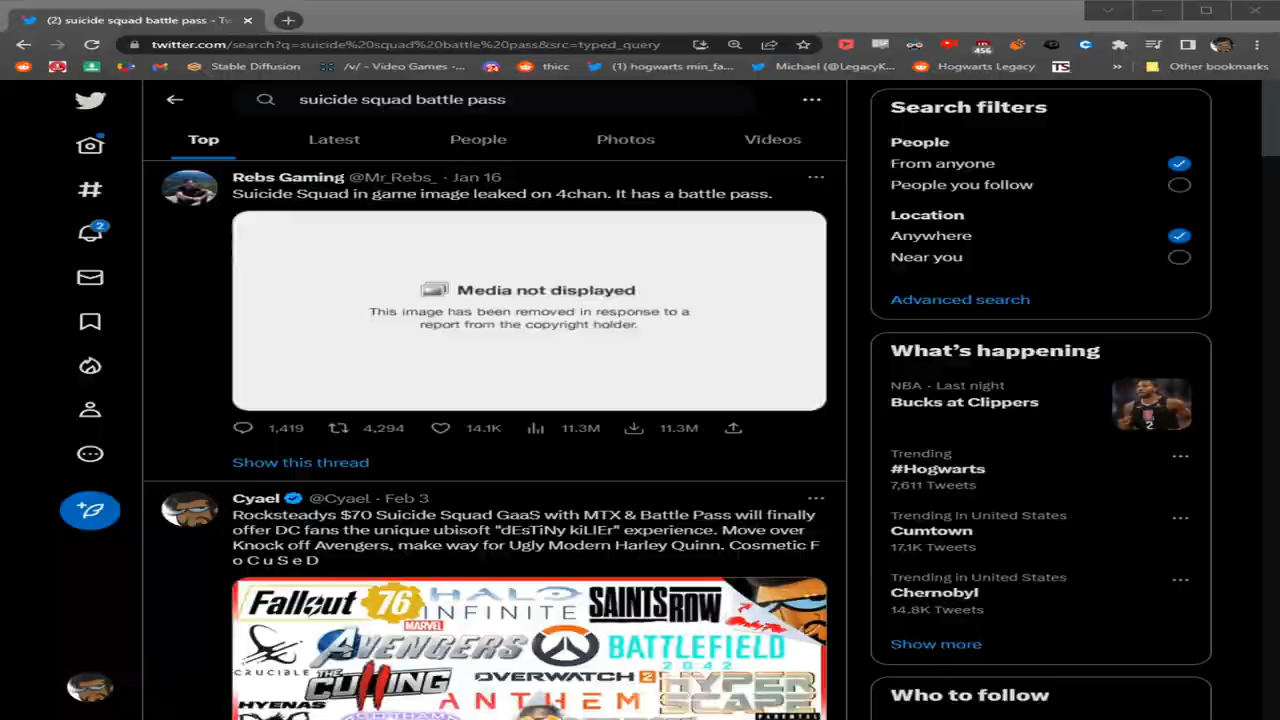 (2) suicide squad battle pass - Tw
twitter.com/search?q=suicide%20squad%20battle%20pass&src=typed_query
456
Stable Diffusion
/v/ - Video Games -...
24
thicc
(1) hogwarts min_fa...
Michael (@LegacyK...
Hogwarts Legacy
TS
»
Other bookmarks
suicide squad battle pass
Top
Latest
People
Photos
Videos
Rebs Gaming @Mr_Rebs_ · Jan 16
Suicide Squad in game image leaked on 4chan. It has a battle pass.
Media not displayed
This image has been removed in response to a
report from the copyright holder.
1,419
4,294
14.1K
11.3M
11.3M
Show this thread
Cyael @Cyael · Feb 3
Rocksteadys $70 Suicide Squad GaaS with MTX & Battle Pass will finally
offer DC fans the unique ubisoft "dEsTiNy kiLlEr" experience. Move over
Knock off Avengers, make way for Ugly Modern Harley Quinn. Cosmetic F
o C u S e D
Fallout 76
HALO
INFINITE
SAINTS ROW
MARVEL
AVENGERS
BATTLEFIELD
2042
CRUCIBLE
THE
CULLING
OVERWATCH 2
HYPER
SCAPE
HYENAS
ANTHEM
GOTHAM
PARENTAL
2
Search filters
People
From anyone
People you follow
Location
Anywhere
Near you
Advanced search
What's happening
NBA · Last night
Bucks at Clippers
Trending
#Hogwarts
7,611 Tweets
Trending in United States
Cumtown
17.1K Tweets
Trending in United States
Chernobyl
14.8K Tweets
Show more
Who to follow